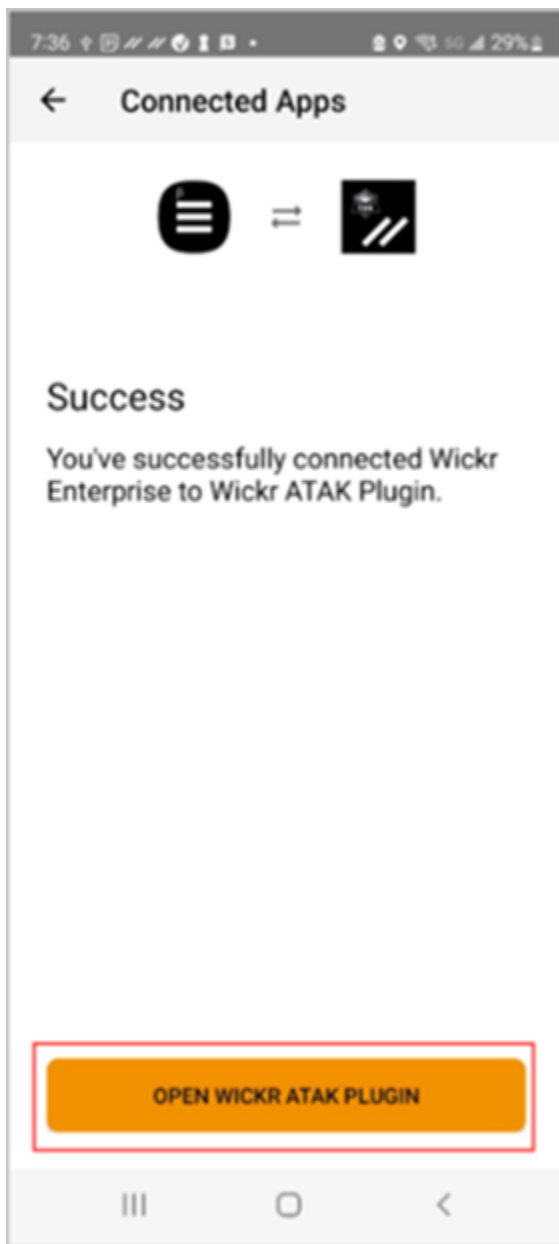 7:36 5G 29%
Connected Apps
Success
You've successfully connected Wickr
Enterprise to Wickr ATAK Plugin.
OPEN WICKR ATAK PLUGIN